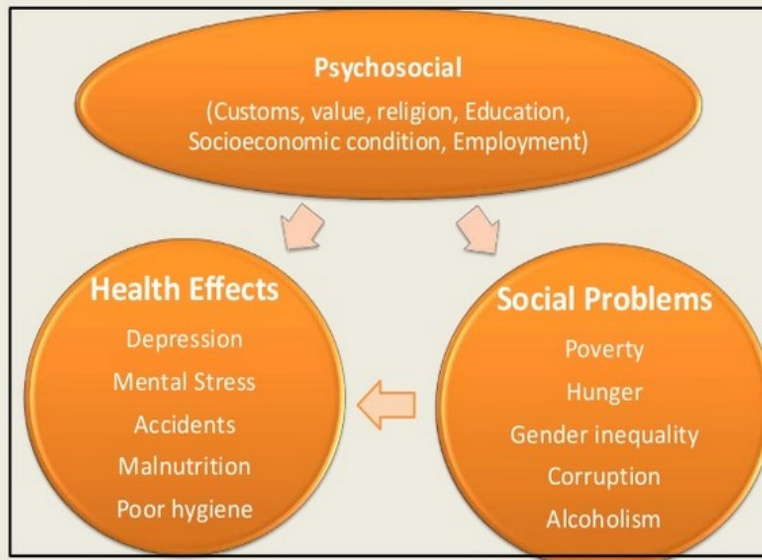 Psychosocial
(Customs, value, religion, Education,
Socioeconomic condition, Employment)
Health Effects
Depression
Mental Stress
Accidents
Malnutrition
Poor hygiene
Social Problems
Poverty
Hunger
Gender inequality
Corruption
Alcoholism